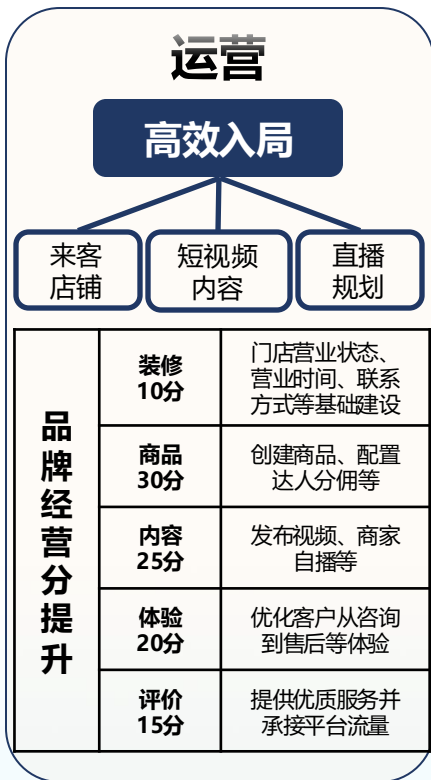 运营
高效入局
来客
店铺
短视频
内容
直播
规划
品牌经营分提升
装修
10分
门店营业状态、
营业时间、联系
方式等基础建设
商品
30分
创建商品、配置
达人分佣等
内容
25分
发布视频、商家
自播等
体验
20分
优化客户从咨询
到售后等体验
评价
15分
提供优质服务并
承接平台流量